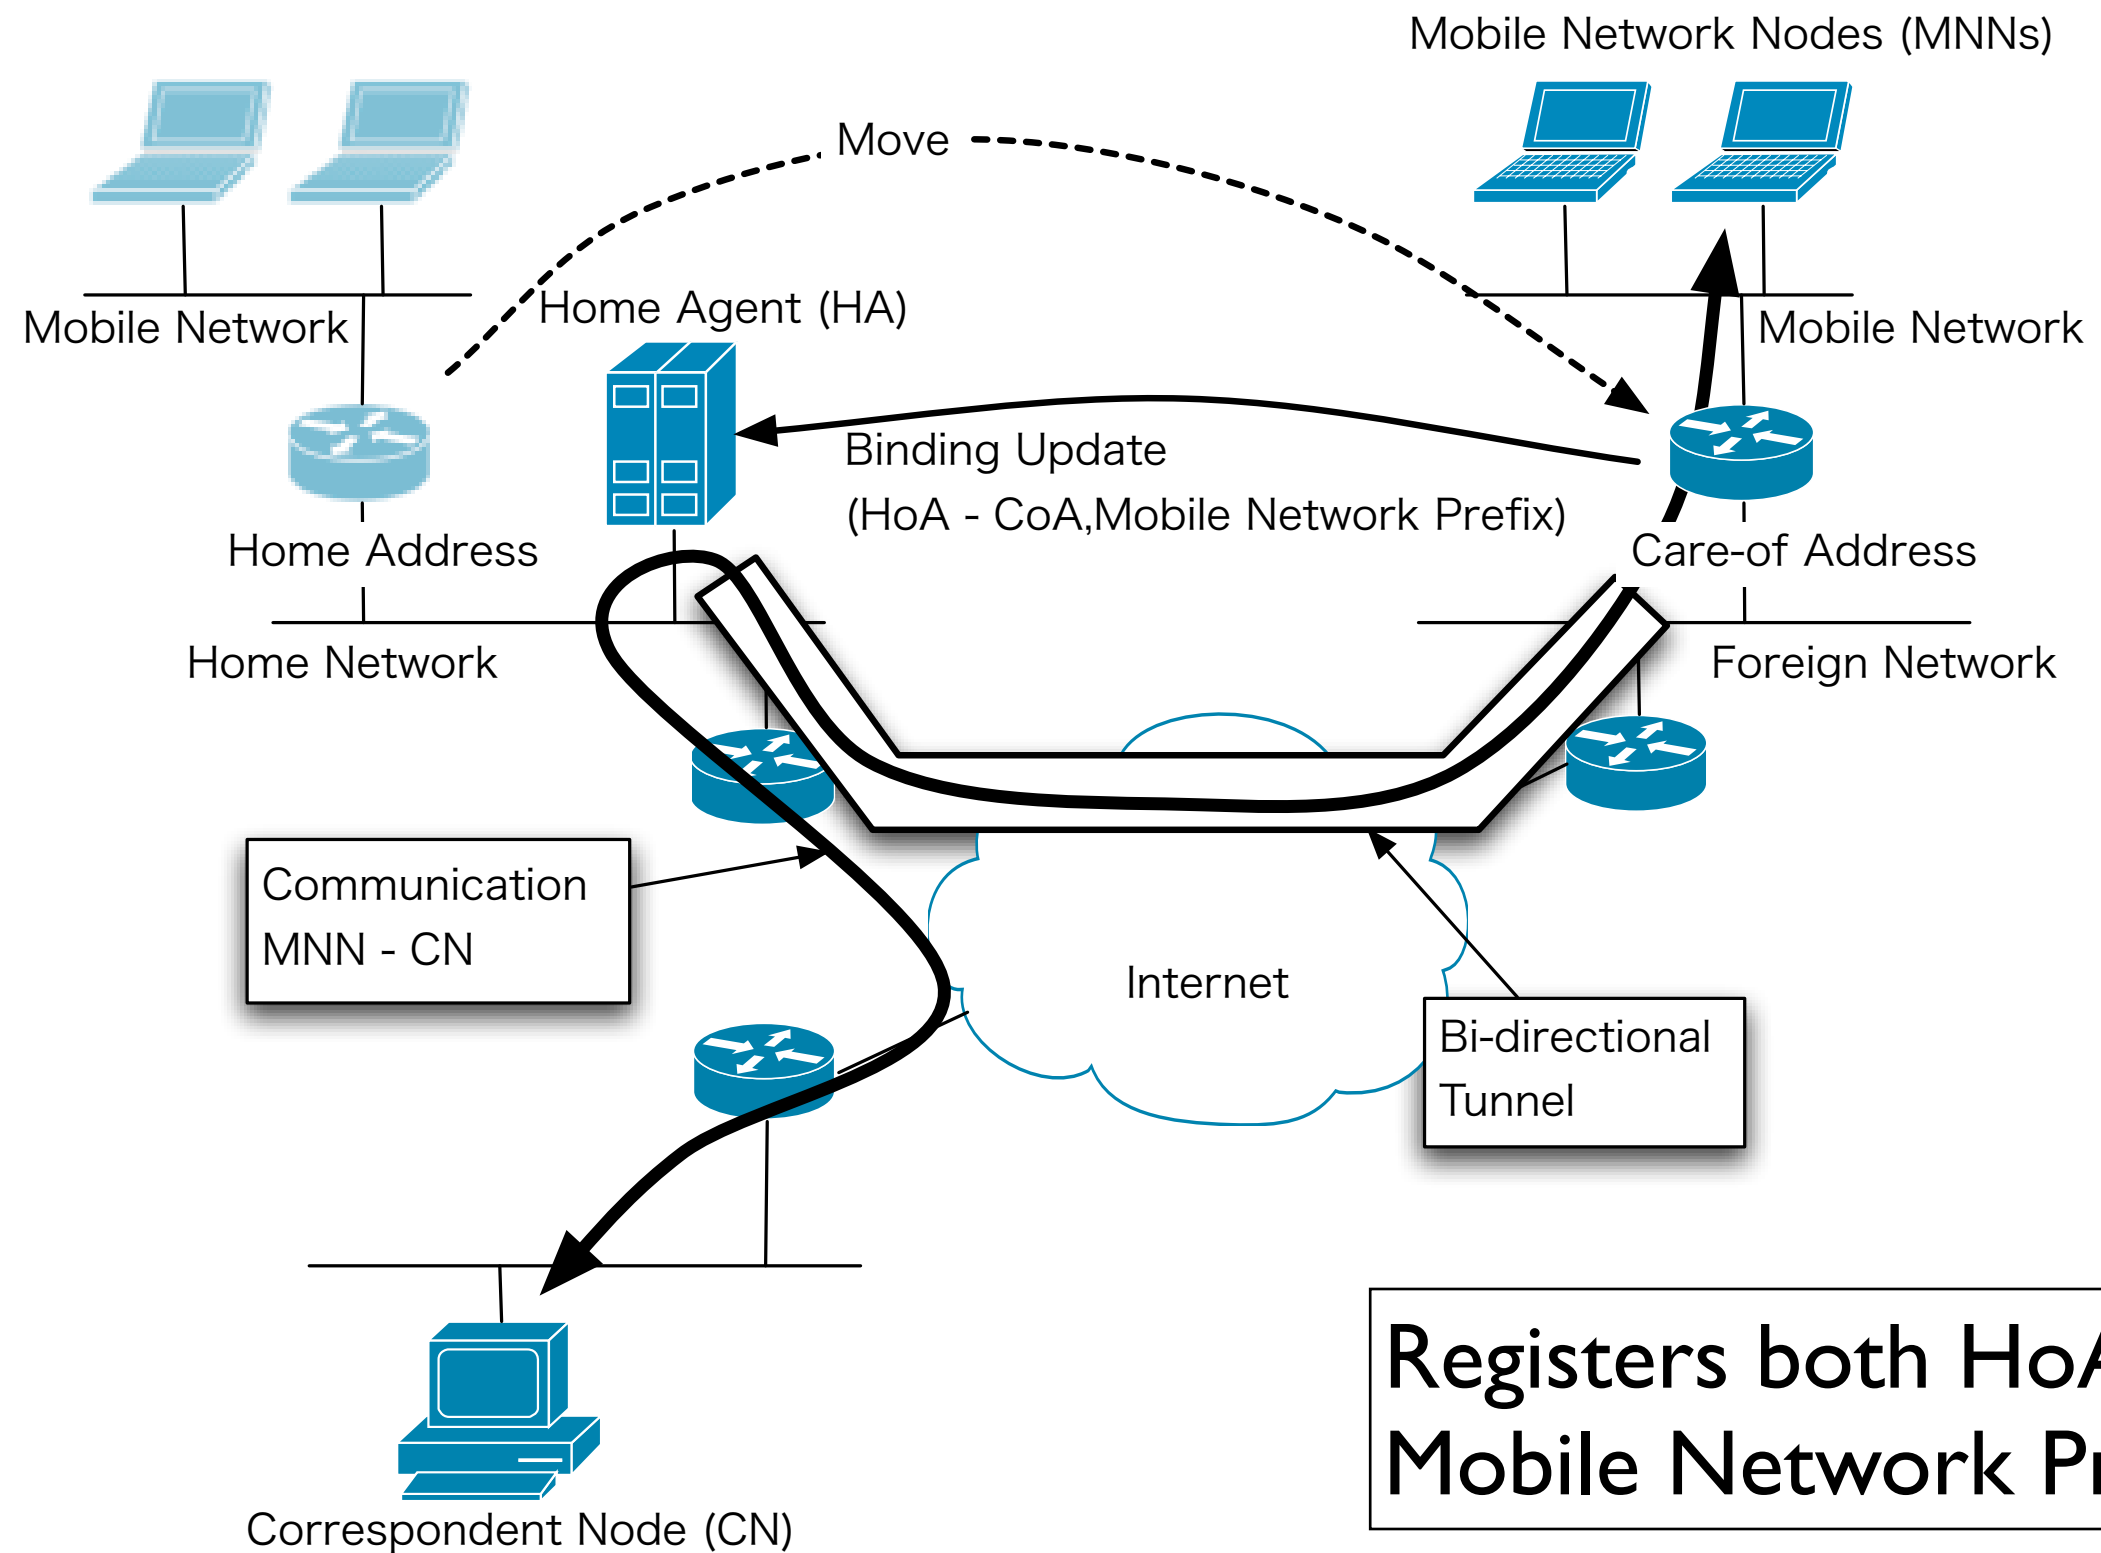 Mobile Network Nodes (MNNs)
Move
Home Agent (HA)
Mobile Network
Mobile Network
Binding Update
(HoA - CoA,Mobile Network Prefix)
Home Address
Care-of Address
Home Network
Foreign Network
Communication
MNN - CN
Internet
Bi-directional
Tunnel
Registers both HoA
Mobile Network
Correspondent Node (CN)